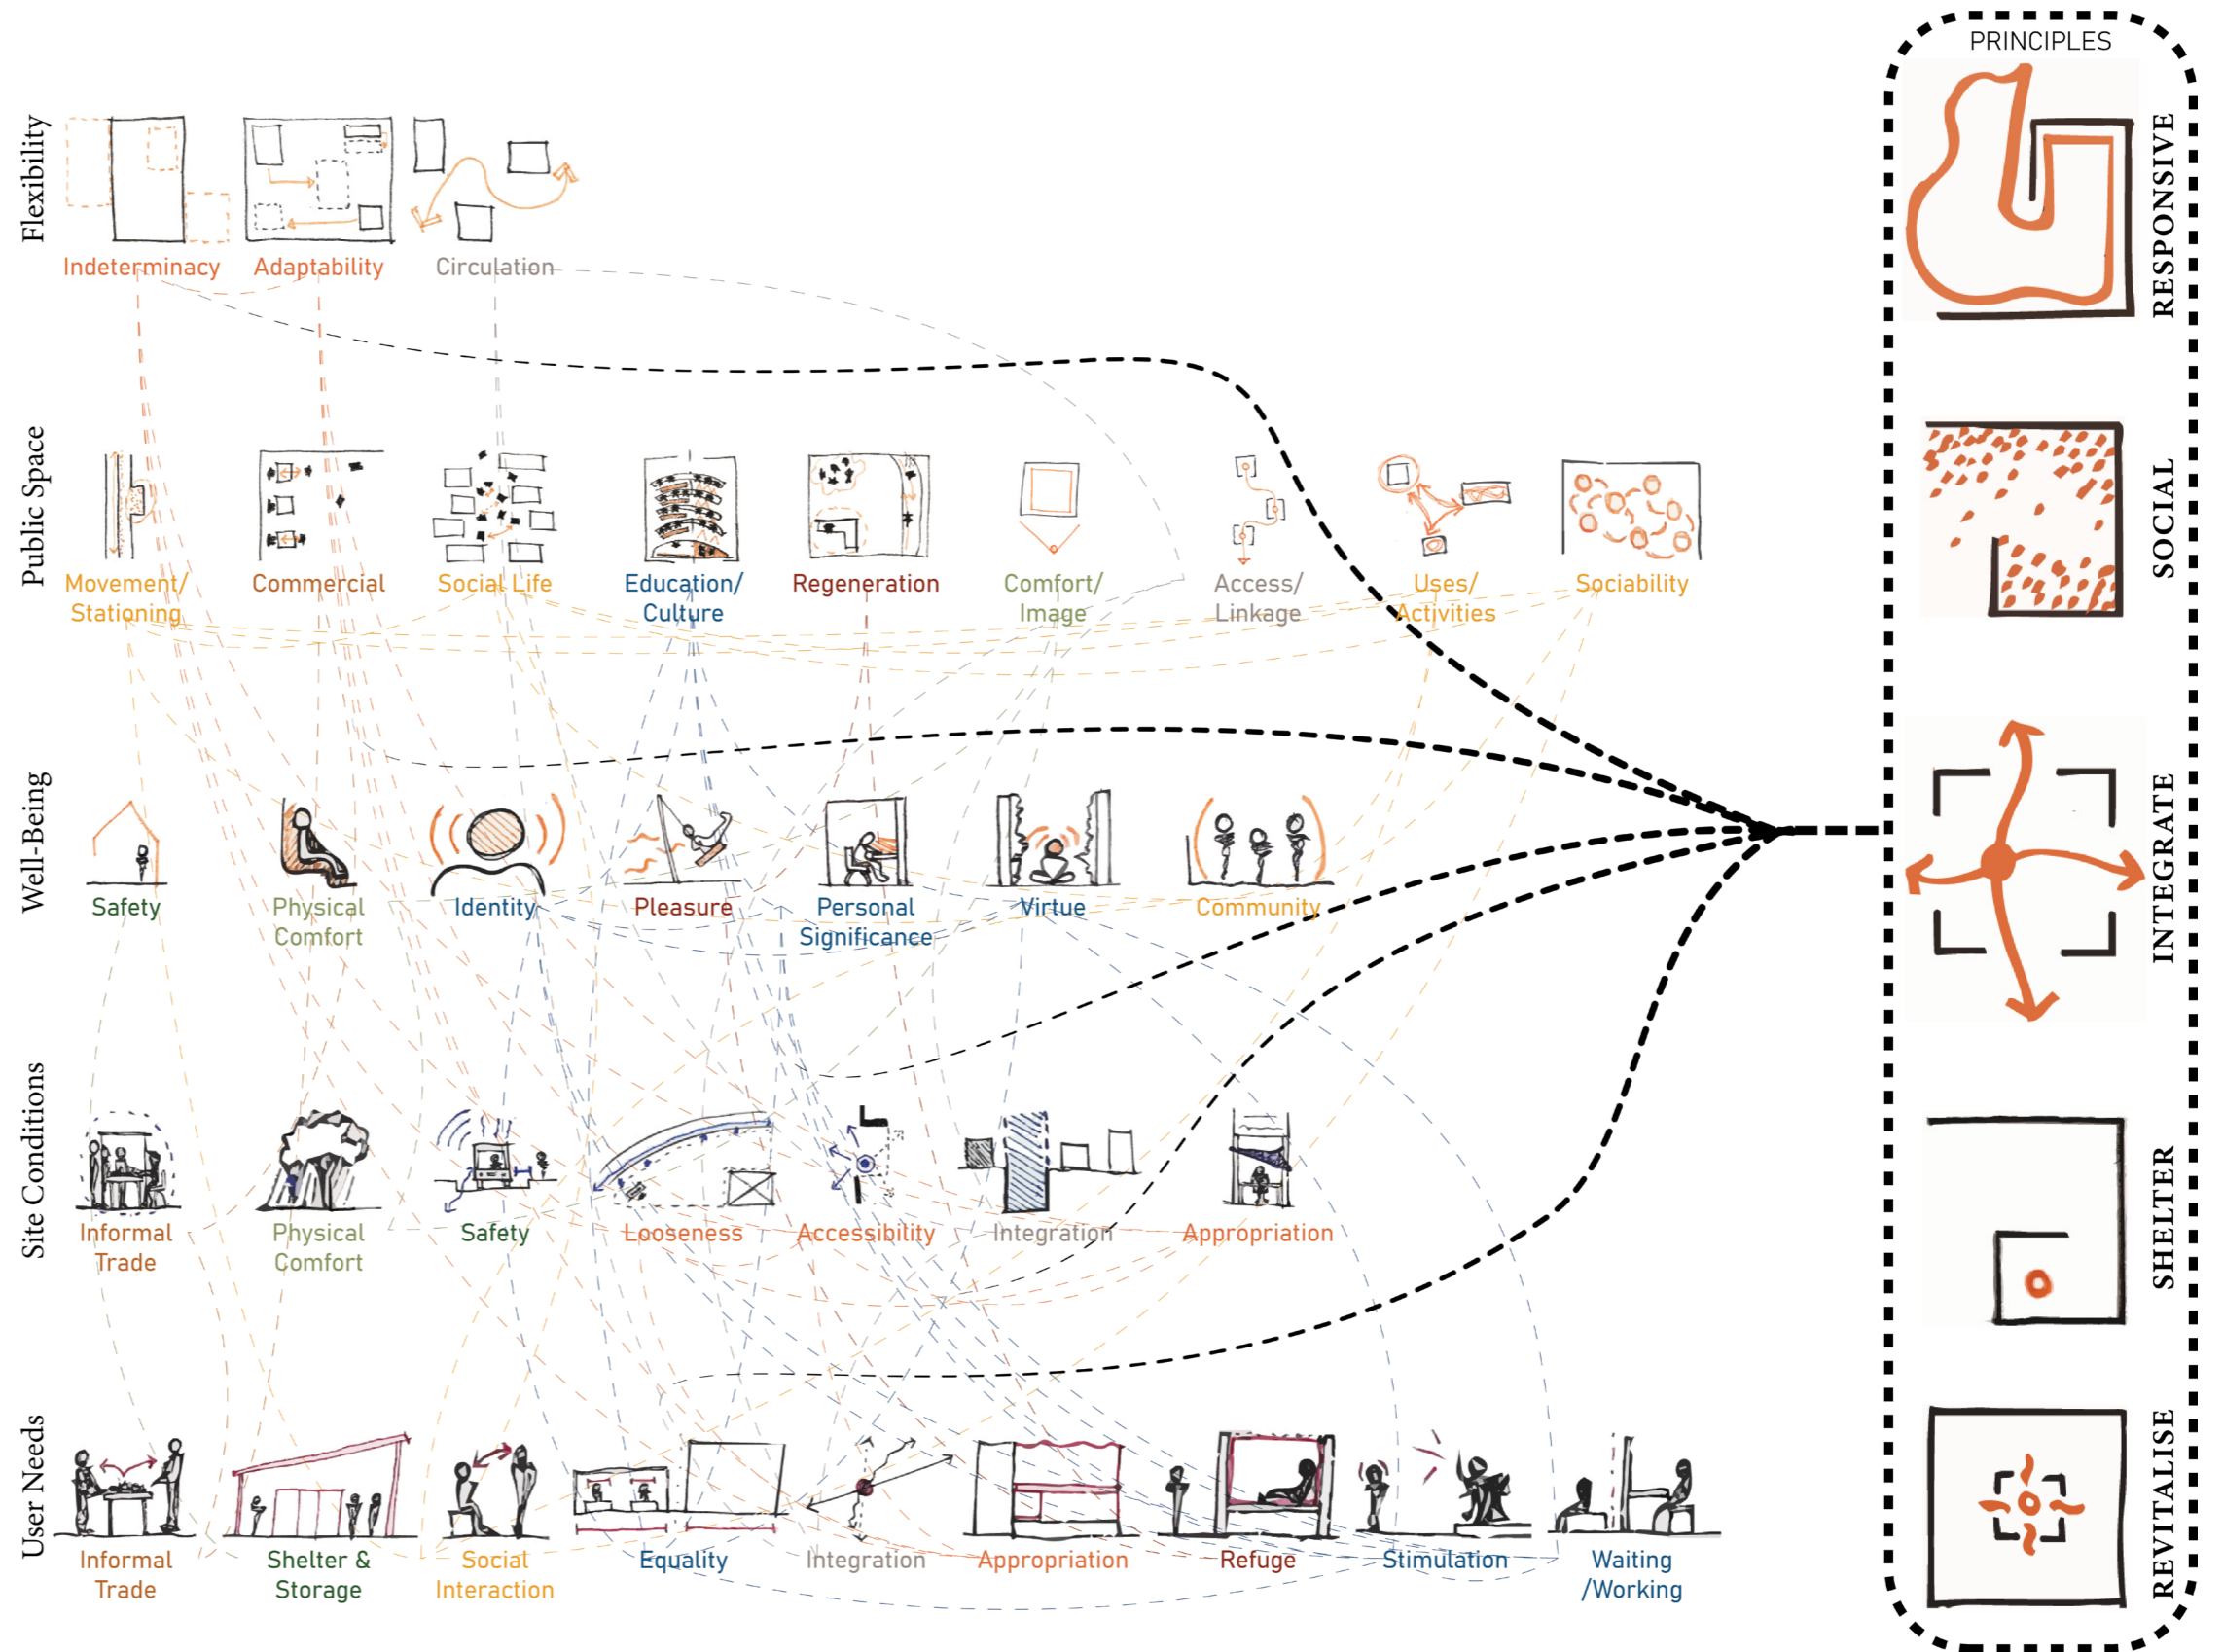 PRINCIPLES
Flexibility
Indeterminacy
Adaptability
Circulation
RESPONSIVE
Public Space
Movement/
Stationing
Commercial
Social Life
Education/
Culture
Regeneration
Comfort/
Image
Access/
Linkage
Uses/
Activities
Sociability
SOCIAL
Well-Being
Safety
Physical
Comfort
Identity
Pleasure
Personal
Significance
Virtue
Community
INTEGRATE
Site Conditions
Informal
Trade
Physical
Comfort
Safety
Looseness
Accessibility
Integration
Appropriation
SHELTER
User Needs
Informal
Trade
Shelter &
Storage
Social
Interaction
Equality
Integration
Appropriation
Refuge
Stimulation
Waiting
/Working
REVITALISE